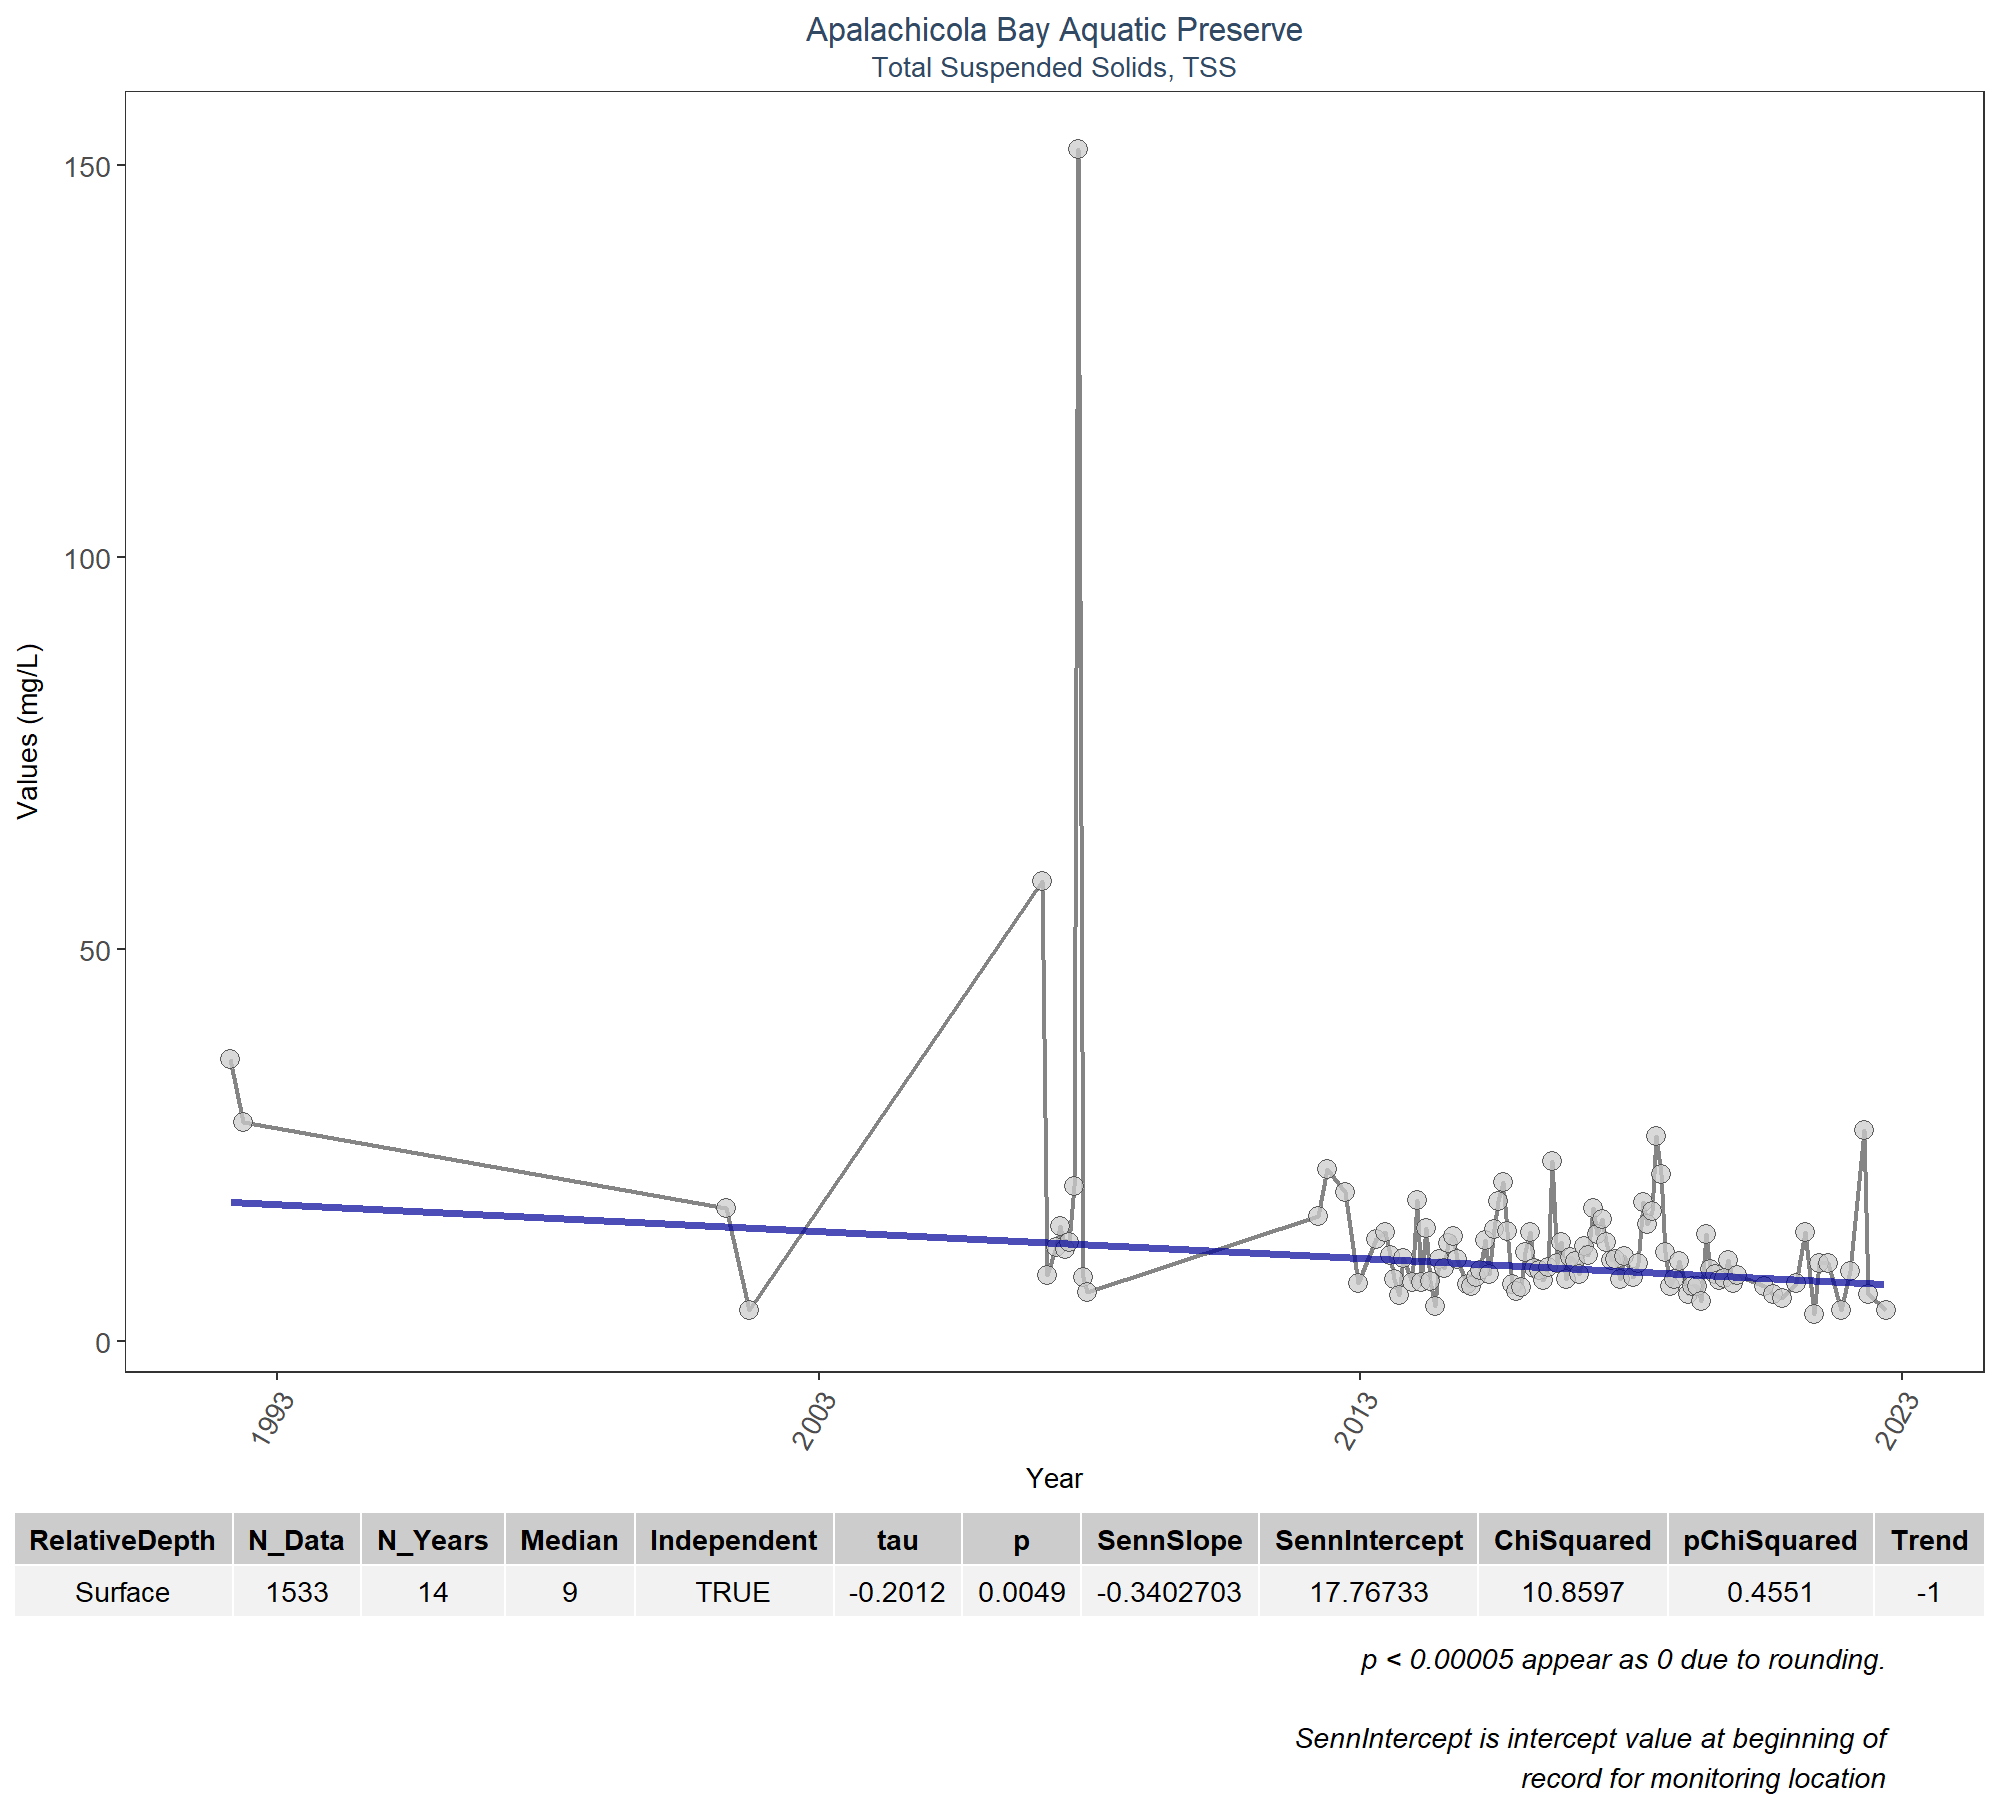 Apalachicola Bay Aquatic Preserve
Total Suspended Solids, TSS
150
100
50
0
Values (mg/L)
1993
2003
2013
2023
Year
RelativeDepth N_Data N_Years Median Independent tau p SennSlope SennIntercept ChiSquared pChiSquared Trend
Surface 1533 14 9 TRUE -0.2012 0.0049 -0.3402703 17.76733 10.8597 0.4551 -1
p < 0.00005 appear as 0 due to rounding.
SennIntercept is intercept value at beginning of
record for monitoring location